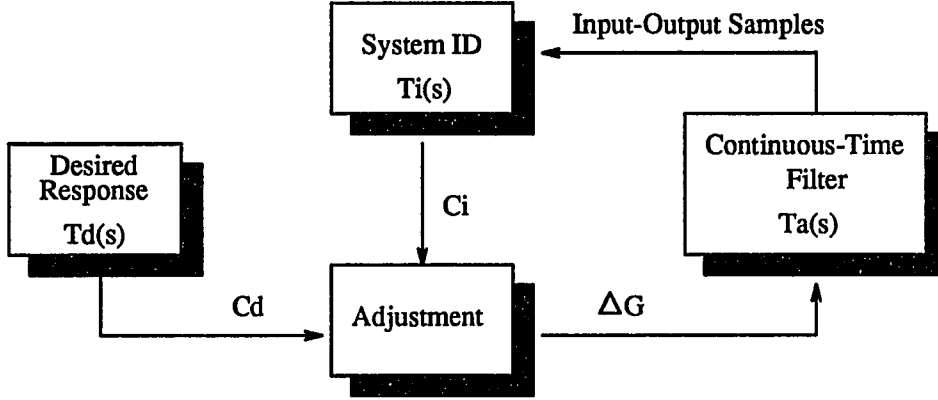 Input-Output Samples
System ID
Ti(s)
Continuous-Time
Filter
Ta(s)
Desired
Response
Td(s)
Ci
Cd
Adjustment
ΔG